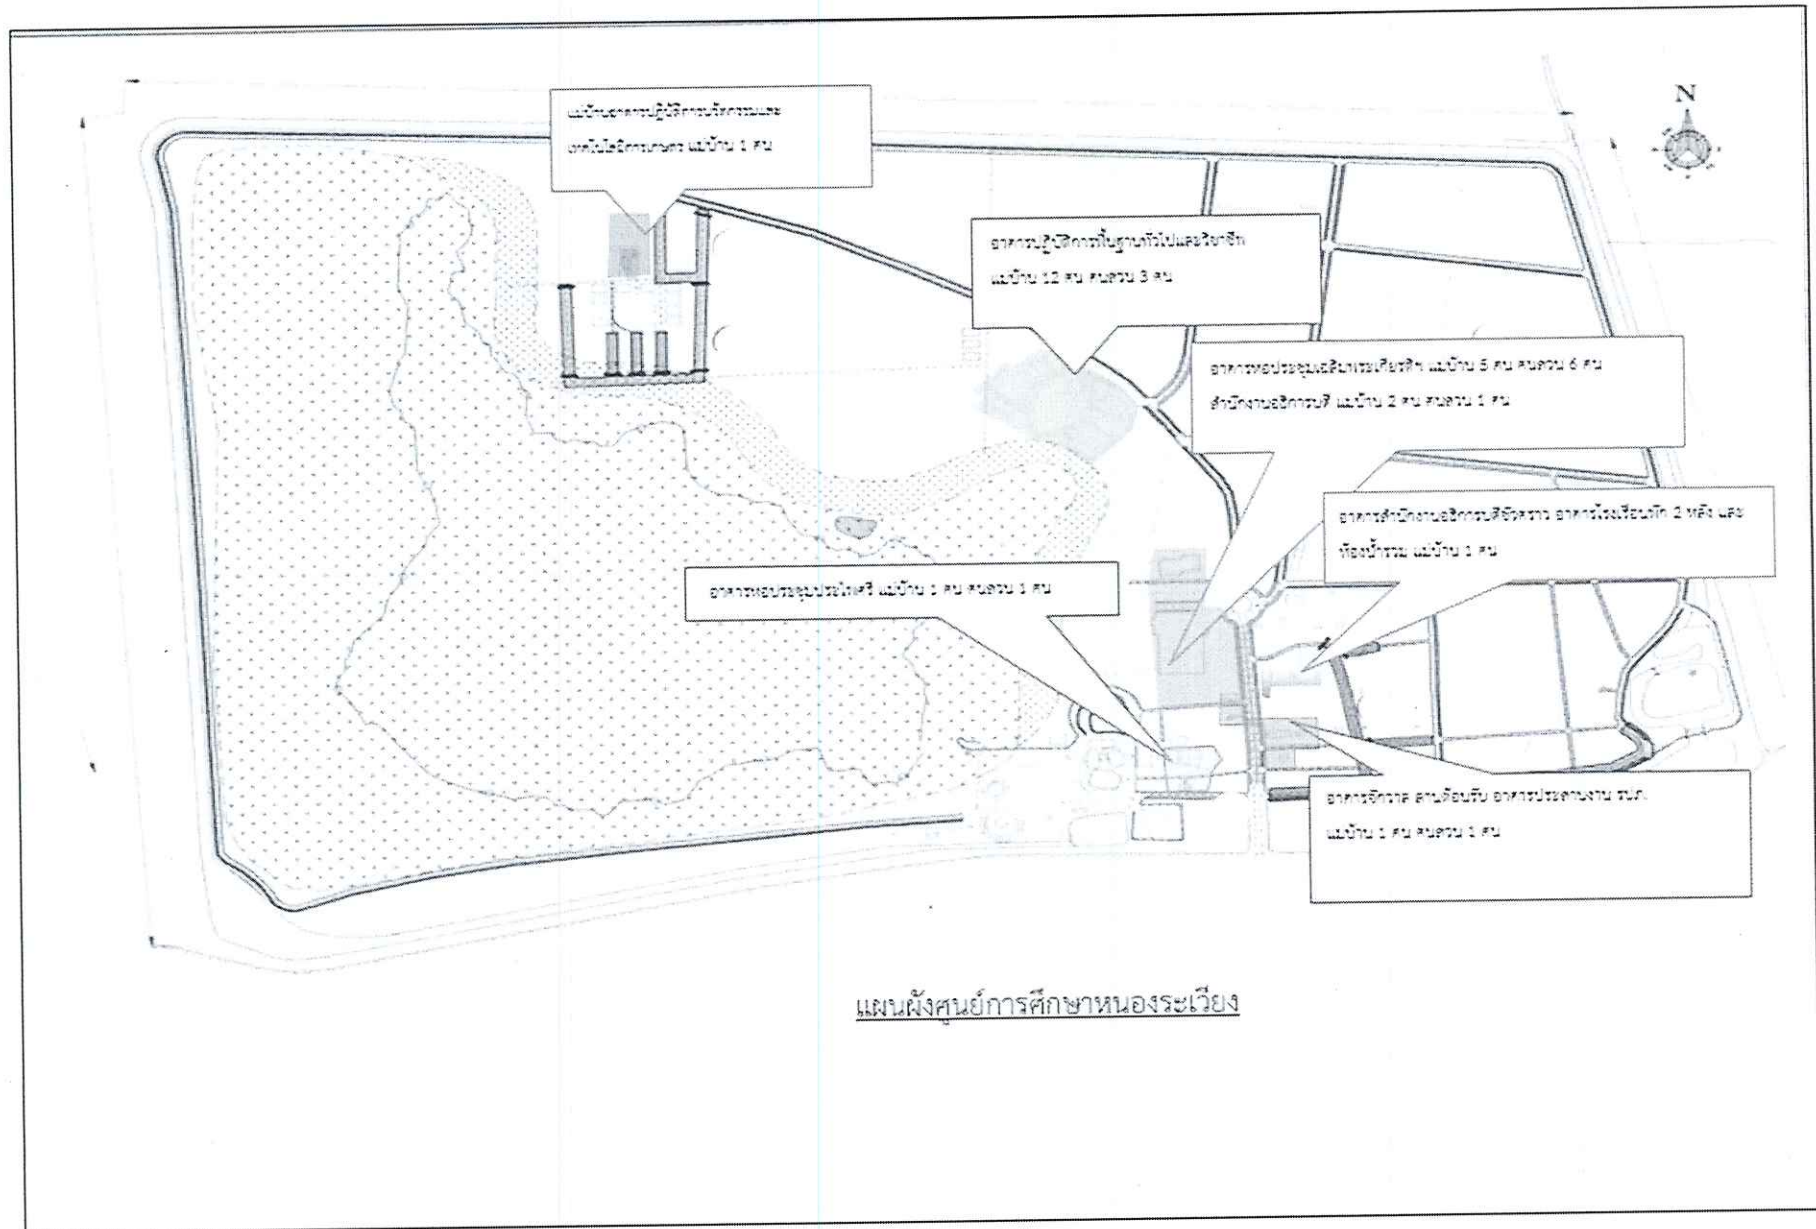 แม่บ้านอาคารปฏิบัติการนวัตกรรมและ
เทคโนโลยีการเกษตร แม่บ้าน 1 คน
N
อาคารปฏิบัติการพื้นฐานทั่วไปและวิชาชีพ
แม่บ้าน 12 คน คนสวน 3 คน
อาคารหอประชุมเฉลิมพระเกียรติฯ แม่บ้าน 5 คน คนสวน 6 คน
สำนักงานอธิการบดี แม่บ้าน 2 คน คนสวน 1 คน
อาคารสำนักงานอธิการบดีชั่วคราว อาคารโรงเรือนพัก 2 หลัง และ
ห้องน้ำรวม แม่บ้าน 1 คน
อาคารหอประชุม แม่บ้าน 1 คน คนสวน 1 คน
อาคารจักวาล ลานต้อนรับ อาคารประสานงาน รปภ.
แม่บ้าน 1 คน คนสวน 1 คน
แผนผังศูนย์การศึกษาหนองระเวียง